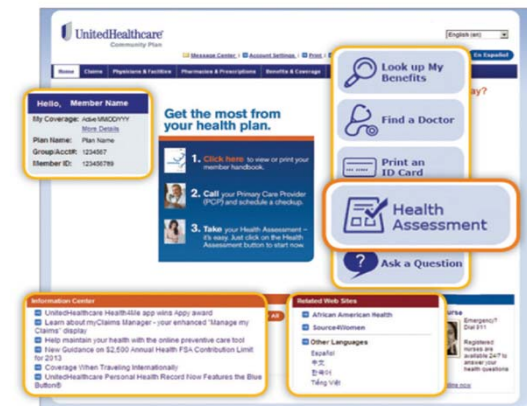 UnitedHealthcare
Community Plan
English (en)
Message Center
Account Settings
Print
En Español
Home
Claims
Physicians & Facilities
Pharmacies & Prescriptions
Benefits & Coverage
Hello, Member Name
My Coverage: Active MM/DD/YYYY
More Details
Plan Name: Plan Name
Group/Acct#: 1234567
Member ID: 123456789
Get the most from
your health plan.
1. Click here to view or print your
member handbook.
2. Call your Primary Care Provider
(PCP) and schedule a checkup.
3. Take your Health Assessment –
it's easy. Just click on the Health
Assessment button to start now.
Look up My
Benefits
Find a Doctor
Print an
ID Card
Health
Assessment
Ask a Question
Information Center
UnitedHealthcare Health4Me app wins Appy award
Learn about myClaims Manager - your enhanced "Manage my
Claims" display
Help maintain your health with the online preventive care tool
New Guidance on $2,500 Annual Health FSA Contribution Limit
for 2013
Coverage When Traveling Internationally
UnitedHealthcare Personal Health Record Now Features the Blue
Button®
All
Related Web Sites
African American Health
Source4Women
Other Languages
Español
中文
한국어
Tiếng Việt
Emergency?
Dial 911
Registered
nurses are
available 24/7 to
answer your
health questions